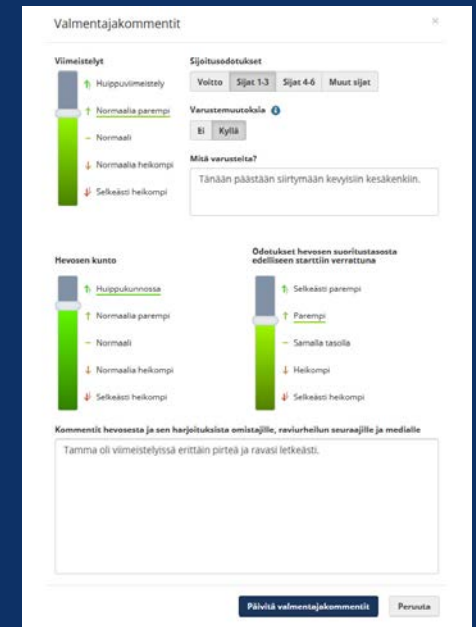 Valmentajakommentit
×
Viimeistelyt
Huippuviimeistely
Normaalia parempi
Normaali
Normaalia heikompi
Selkeästi heikompi
Sijoitusodotukset
Voitto Sijat 1-3 Sijat 4-6 Muut sijat
Varustemuutoksia
Ei Kyllä
Mitä varusteita?
Tänään päästään siirtymään kevyisiin kesäkenkiin.
Hevosen kunto
Huippukunnossa
Normaalia parempi
Normaali
Normaalia heikompi
Selkeästi heikompi
Odotukset hevosen suoritustasosta
edelliseen starttiin verrattuna
Selkeästi parempi
Parempi
Samalla tasolla
Heikompi
Selkeästi heikompi
Kommentit hevosesta ja sen harjoituksista omistajille, raviurheilun seuraajille ja medialle
Tamma oli viimeistelyissä erittäin pirteä ja ravasi letkeästi.
Päivitä valmentajakommentit Peruuta